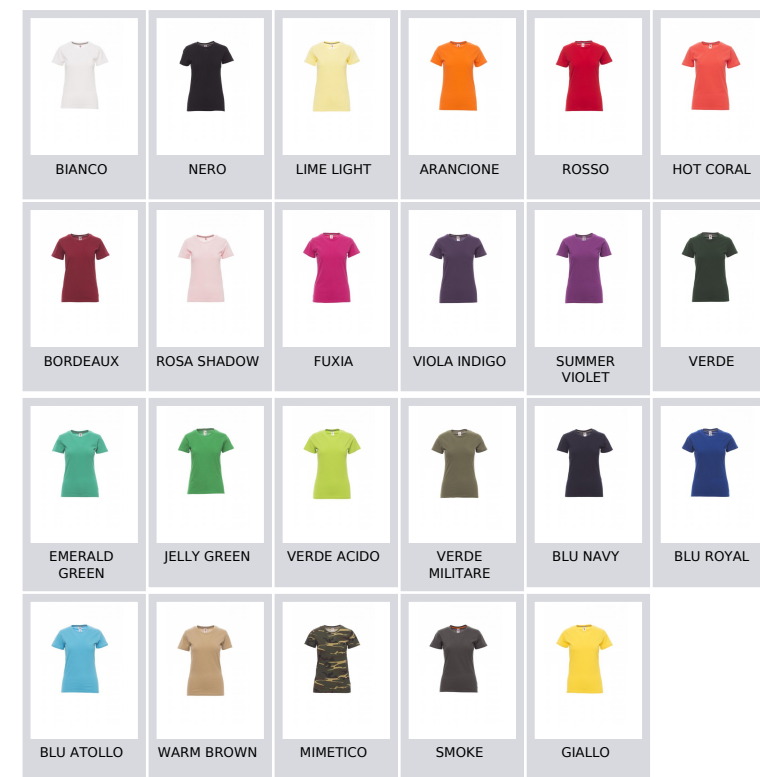 BIANCO
NERO
LIME LIGHT
ARANCIONE
ROSSO
HOT CORAL
BORDEAUX
ROSA SHADOW
FUXIA
VIOLA INDIGO
SUMMER
VIOLET
VERDE
EMERALD
GREEN
JELLY GREEN
VERDE ACIDO
VERDE
MILITARE
BLU NAVY
BLU ROYAL
BLU ATOLLO
WARM BROWN
MIMETICO
SMOKE
GIALLO